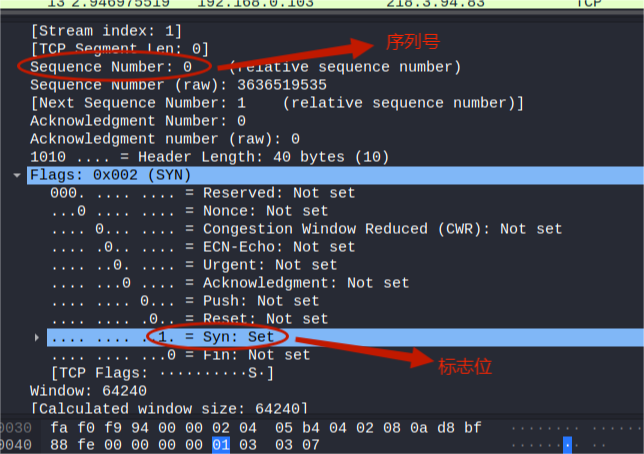 13 2.946975519 192.168.0.103 218.3.94.83 TCP
[Stream index: 1]
[TCP Segment Len: 0]
序列号
Sequence Number: 0    (relative sequence number)
Sequence Number (raw): 3636519535
[Next Sequence Number: 1    (relative sequence number)]
Acknowledgment Number: 0
Acknowledgment number (raw): 0
1010 .... = Header Length: 40 bytes (10)
Flags: 0x002 (SYN)
000. .... .... = Reserved: Not set
...0 .... .... = Nonce: Not set
.... 0... .... = Congestion Window Reduced (CWR): Not set
.... .0.. .... = ECN-Echo: Not set
.... ..0. .... = Urgent: Not set
.... ...0 .... = Acknowledgment: Not set
.... .... 0... = Push: Not set
.... .... .0.. = Reset: Not set
.... .... ..1. = Syn: Set
.... .... ...0 = Fin: Not set
标志位
[TCP Flags: ··········S·]
Window: 64240
[Calculated window size: 64240]
0030 fa f0 f9 94 00 00 02 04 05 b4 04 02 08 0a d8 bf ········ ········
0040 88 fe 00 00 00 00 01 03 03 07 ········ ··